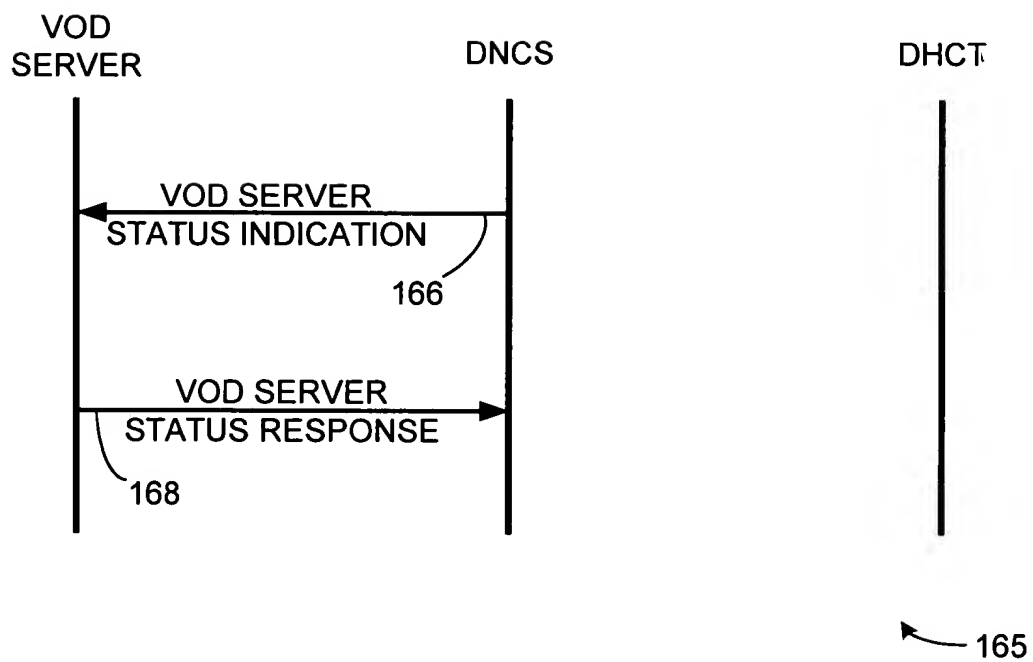 VOD
SERVER
DNCS
DHCT
VOD SERVER
STATUS INDICATION
166
VOD SERVER
STATUS RESPONSE
168
165